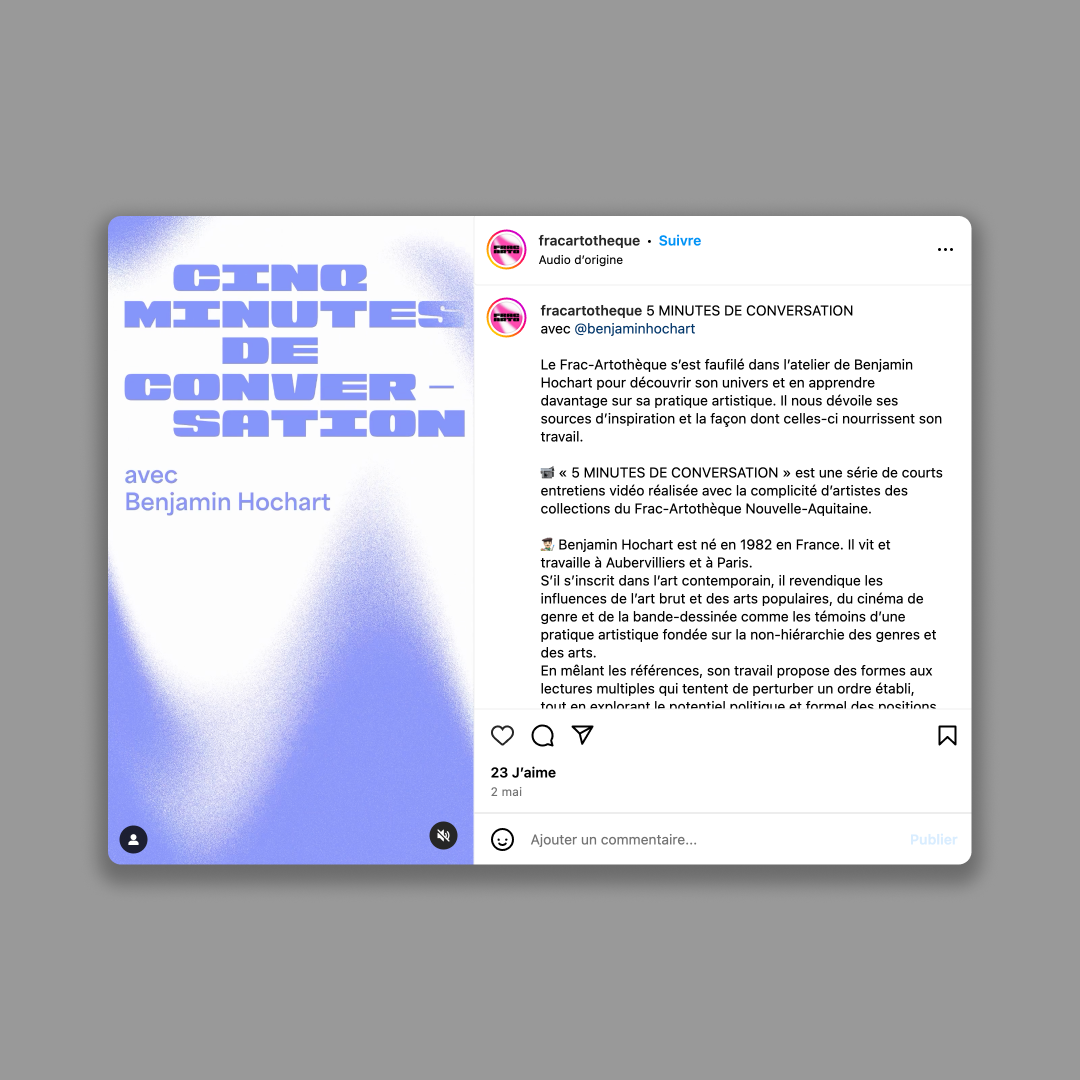 CINQ
MINUTES
DE
CONVER –
SATION
avec
Benjamin Hochart
FRAC
ARTO
fracartotheque • Suivre
Audio d’origine
FRAC
ARTO
fracartotheque 5 MINUTES DE CONVERSATION
avec @benjaminhochart
Le Frac-Artothèque s’est faufilé dans l’atelier de Benjamin
Hochart pour découvrir son univers et en apprendre
davantage sur sa pratique artistique. Il nous dévoile ses
sources d’inspiration et la façon dont celles-ci nourrissent son
travail.
📹 « 5 MINUTES DE CONVERSATION » est une série de courts
entretiens vidéo réalisée avec la complicité d’artistes des
collections du Frac-Artothèque Nouvelle-Aquitaine.
👨🏻‍🎨 Benjamin Hochart est né en 1982 en France. Il vit et
travaille à Aubervilliers et à Paris.
S’il s’inscrit dans l’art contemporain, il revendique les
influences de l’art brut et des arts populaires, du cinéma de
genre et de la bande-dessinée comme les témoins d’une
pratique artistique fondée sur la non-hiérarchie des genres et
des arts.
En mêlant les références, son travail propose des formes aux
lectures multiples qui tentent de perturber un ordre établi,
tout en explorant le potentiel politique et formel des positions
23 J’aime
2 mai
Ajouter un commentaire...
Publier